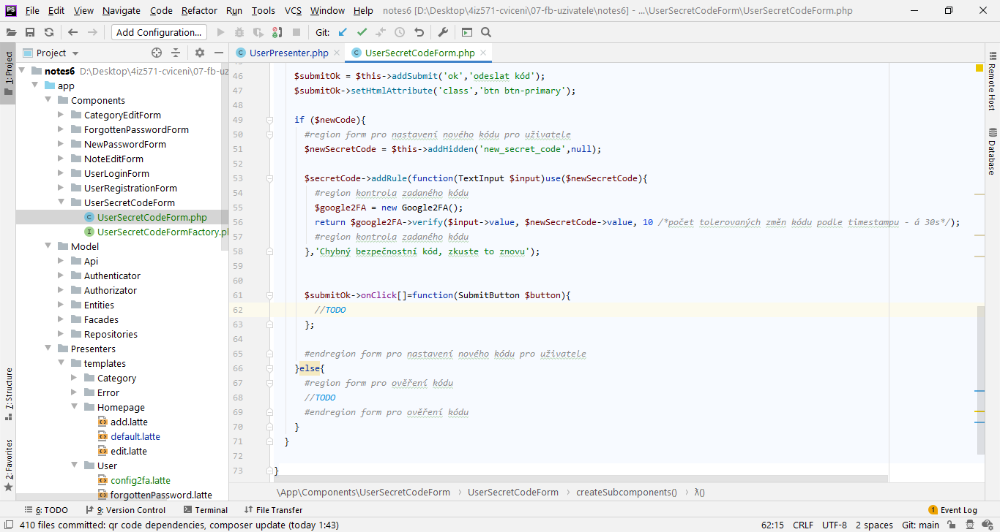 File Edit View Navigate Code Refactor Run Tools VCS Window Help notes6 [D:\Desktop\4iz571-cviceni\07-fb-uzivatele\notes6] - ...\UserSecretCodeForm\UserSecretCodeForm.php
Add Configuration... Git:
Project
UserPresenter.php
UserSecretCodeForm.php
1: Project
7: Structure
2: Favorites
notes6 D:\Desktop\4iz571-cviceni\07-fb-uz
app
Components
CategoryEditForm
ForgottenPasswordForm
NewPasswordForm
NoteEditForm
UserLoginForm
UserRegistrationForm
UserSecretCodeForm
UserSecretCodeForm.php
UserSecretCodeFormFactory.p
Model
Api
Authenticator
Authorizator
Entities
Facades
Repositories
Presenters
templates
Category
Error
Homepage
add.latte
default.latte
edit.latte
User
config2fa.latte
forgottenPassword.latte
46 $submitOk = $this->addSubmit('ok','odeslat kód');
47 $submitOk->setHtmlAttribute('class','btn btn-primary');
48
49 if ($newCode){
50 #region form pro nastavení nového kódu pro uživatele
51 $newSecretCode = $this->addHidden('new_secret_code',null);
52
53 $secretCode->addRule(function(TextInput $input)use($newSecretCode){
54 #region kontrola zadaného kódu
55 $google2FA = new Google2FA();
56 return $google2FA->verify($input->value, $newSecretCode->value, 10 /*počet tolerovaných změn kódu podle timestampu - á 30s*/);
57 #region kontrola zadaného kódu
58 },'Chybný bezpečnostní kód, zkuste to znovu');
59
60
61 $submitOk->onClick[]=function(SubmitButton $button){
62 //TODO
63 };
64
65 #endregion form pro nastavení nového kódu pro uživatele
66 }else{
67 #region form pro ověření kódu
68 //TODO
69 #endregion form pro ověření kódu
70 }
71 }
72
73 }
\App\Components\UserSecretCodeForm › UserSecretCodeForm › createSubcomponents() › λ()
Remote Host
Database
6: TODO 9: Version Control Terminal File Transfer 1 Event Log
410 files committed: qr code dependencies, composer update (today 1:43) 62:15 CRLF UTF-8 2 spaces Git: main